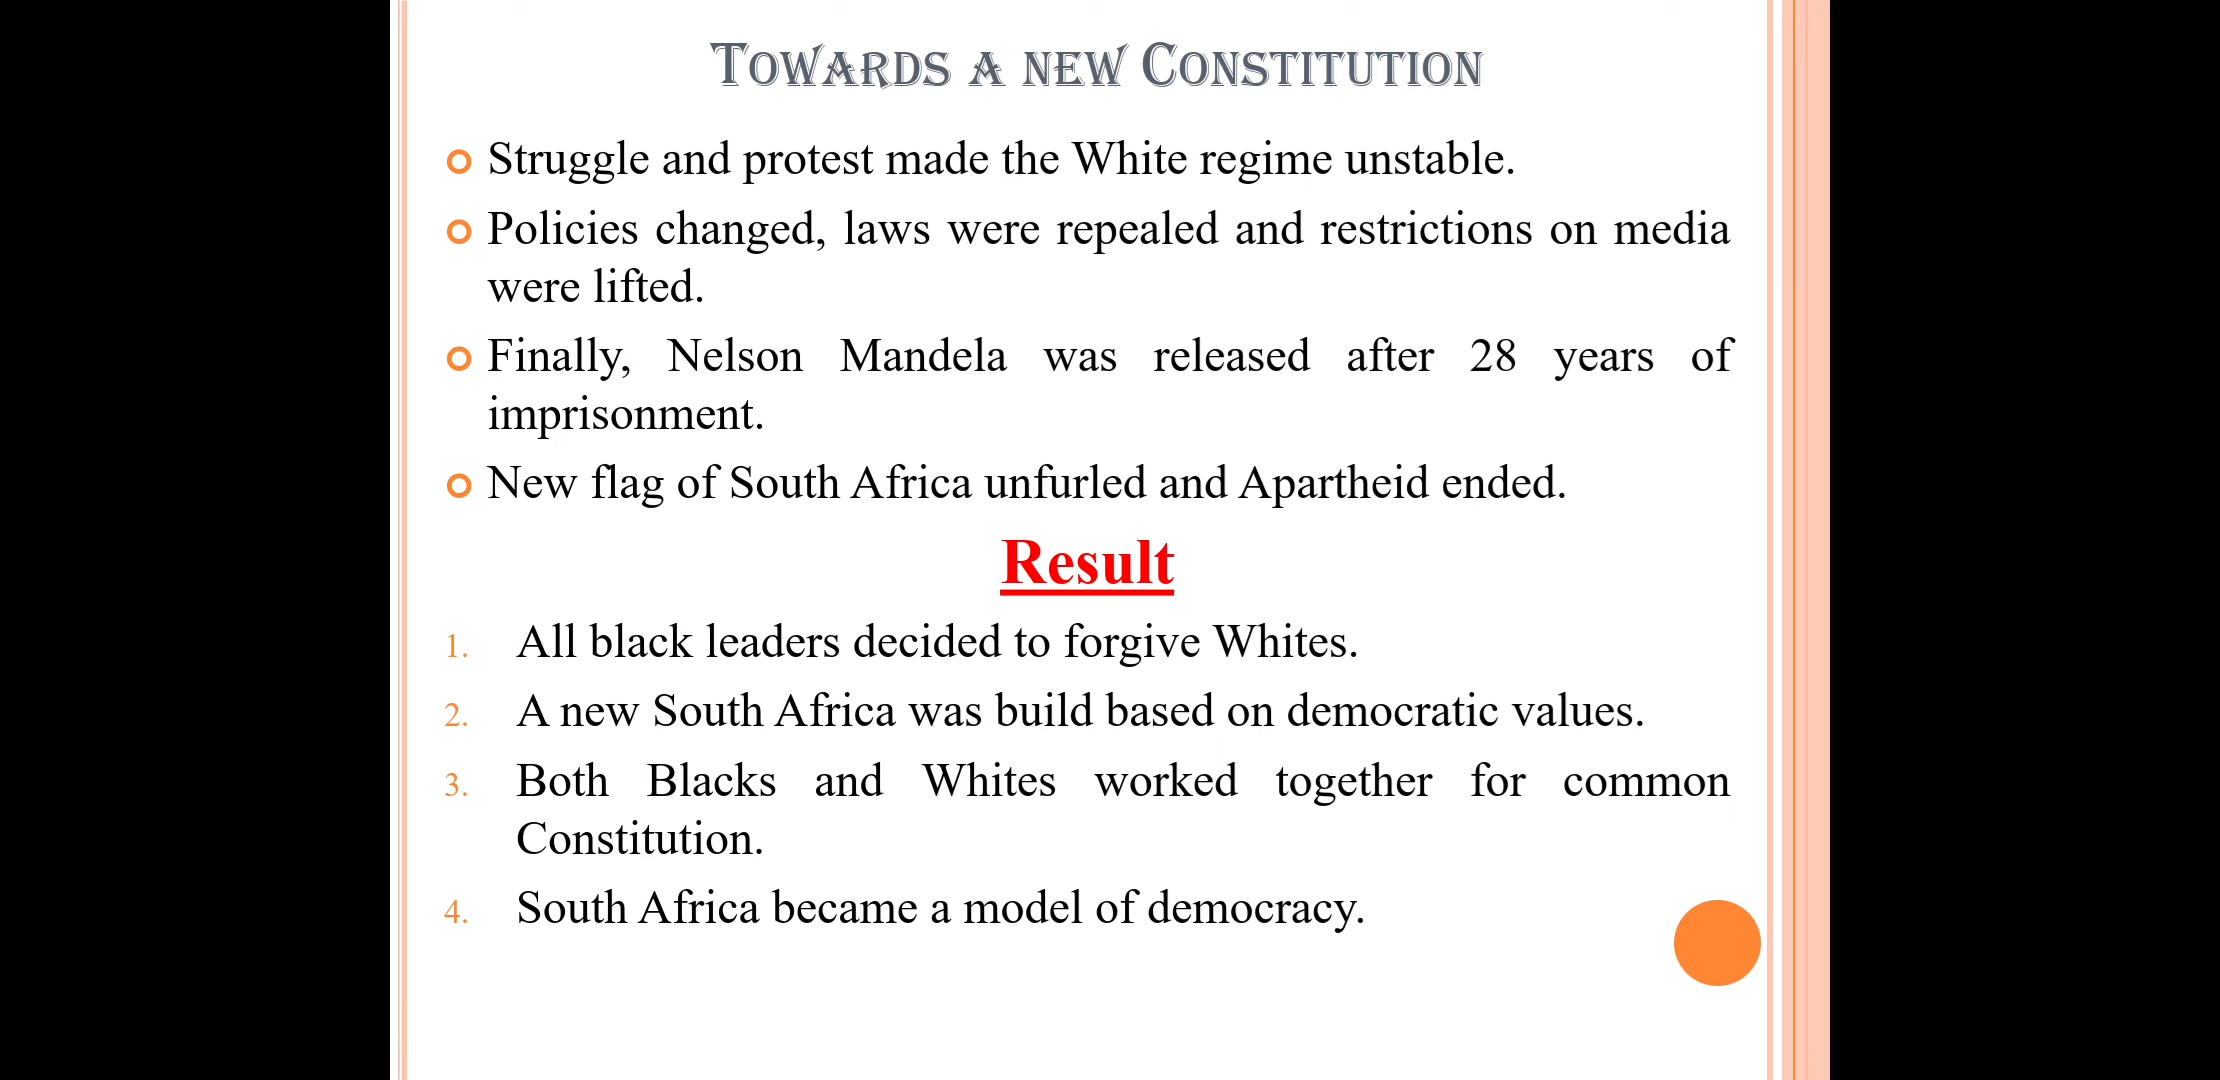 Towards a new Constitution
Struggle and protest made the White regime unstable.
Policies changed, laws were repealed and restrictions on media
were lifted.
Finally, Nelson Mandela was released after 28 years of
imprisonment.
New flag of South Africa unfurled and Apartheid ended.
Result
1. All black leaders decided to forgive Whites.
2. A new South Africa was build based on democratic values.
3. Both Blacks and Whites worked together for common
Constitution.
4. South Africa became a model of democracy.